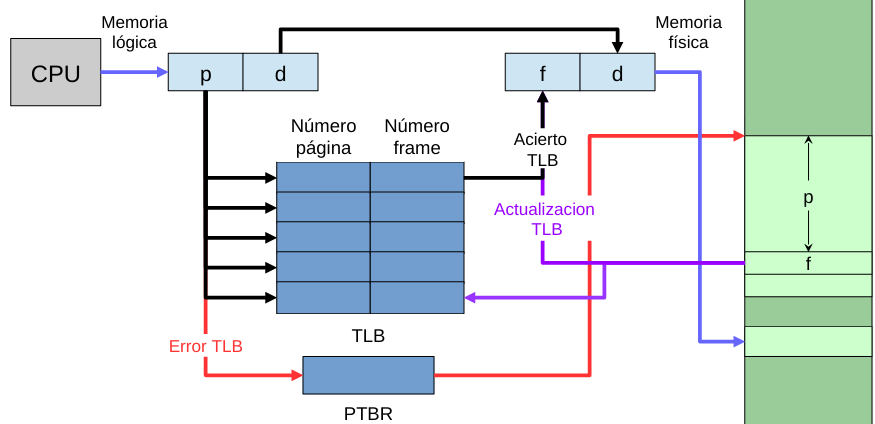 Memoria
lógica
Memoria
física
CPU
p
d
f
d
Número
página
Número
frame
Acierto
TLB
p
Actualizacion
TLB
f
TLB
Error TLB
PTBR